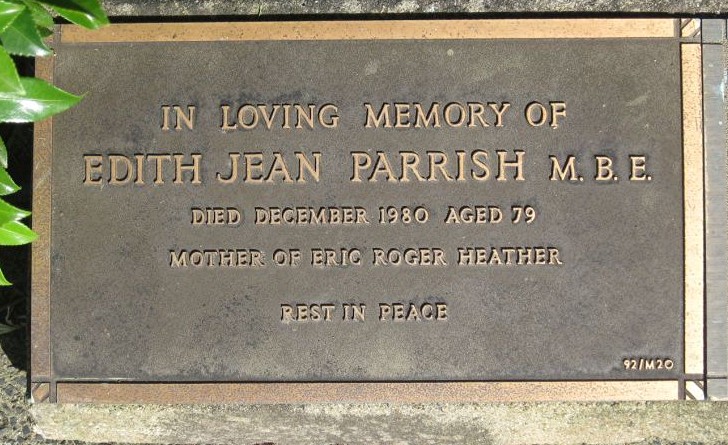 IN LOVING MEMORY OF
EDITH JEAN PARRISH M.B.E.
DIED DECEMBER 1980 AGED 79
MOTHER OF ERIC ROGER HEATHER
REST IN PEACE
92/M20